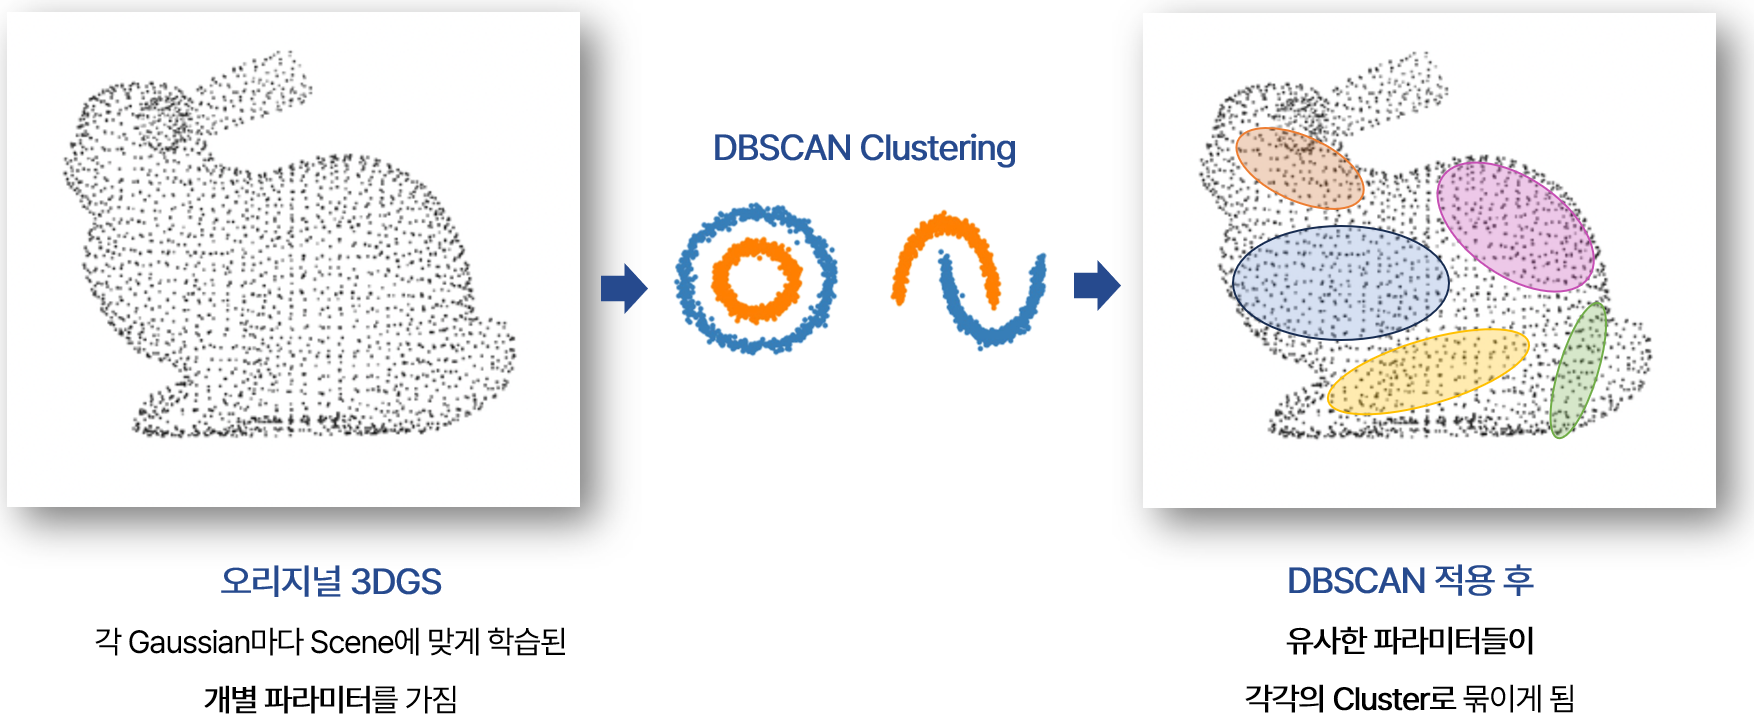 DBSCAN Clustering
오리지널 3DGS
각 Gaussian마다 Scene에 맞게 학습된
개별 파라미터를 가짐
DBSCAN 적용 후
유사한 파라미터들이
각각의 Cluster로 묶이게 됨